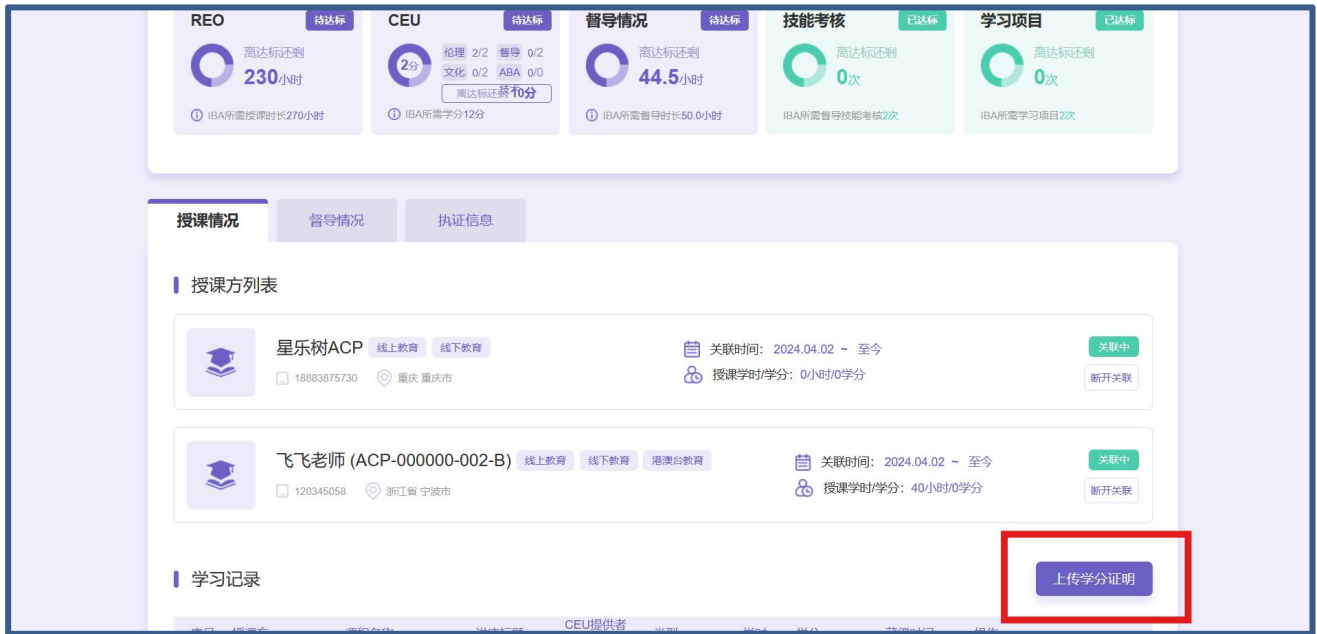 REO 待达标
离达标还剩
230小时
IBA所需授课时长270小时
CEU 待达标
2分
伦理 2/2 督导 0/2
文化 0/2 ABA 0/0
技术
离达标还剩10分
IBA所需学分12分
督导情况 待达标
离达标还剩
44.5小时
IBA所需督导时长50.0小时
技能考核 已达标
离达标还剩
0次
IBA所需督导技能考核2次
学习项目 已达标
离达标还剩
0次
IBA所需学习项目2次
授课情况 督导情况 执证信息
授课方列表
星乐树ACP 线上教育 线下教育
18883875730 重庆 重庆市
关联时间： 2024.04.02 ~ 至今
授课学时/学分：0小时/0学分
关联中
断开关联
飞飞老师 (ACP-000000-002-B) 线上教育 线下教育 港澳台教育
120345058 浙江省 宁波市
关联时间： 2024.04.02 ~ 至今
授课学时/学分：40小时/0学分
关联中
断开关联
学习记录 上传学分证明
CEU提供者